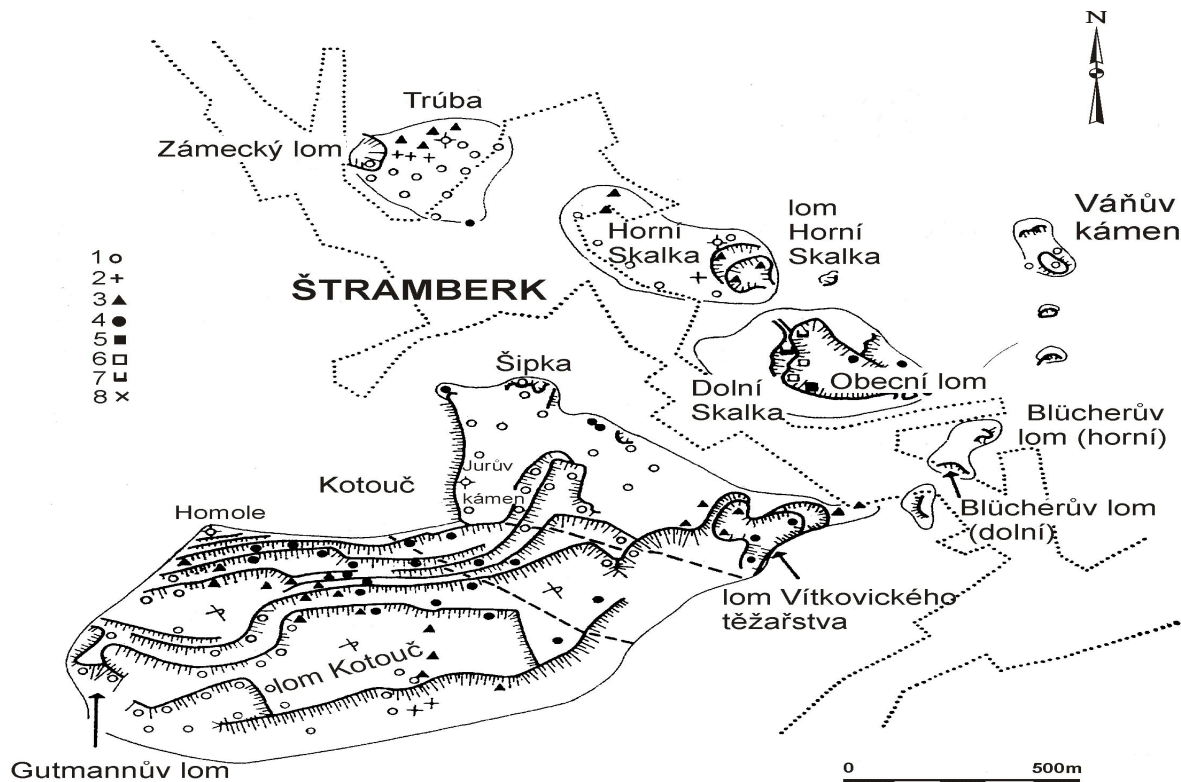 N
Trúba
Zámecký lom
Horní
Skalka
lom
Horní
Skalka
Váňův
kámen
1
2
3
4
5
6
7
8
ŠTRAMBERK
Šipka
Dolní
Skalka
Obecní lom
Blücherův
lom (horní)
Jurův
kámen
Kotouč
Homole
Blücherův lom
(dolní)
lom Vítkovického
těžařstva
lom Kotouč
Gutmannův lom
0 500m